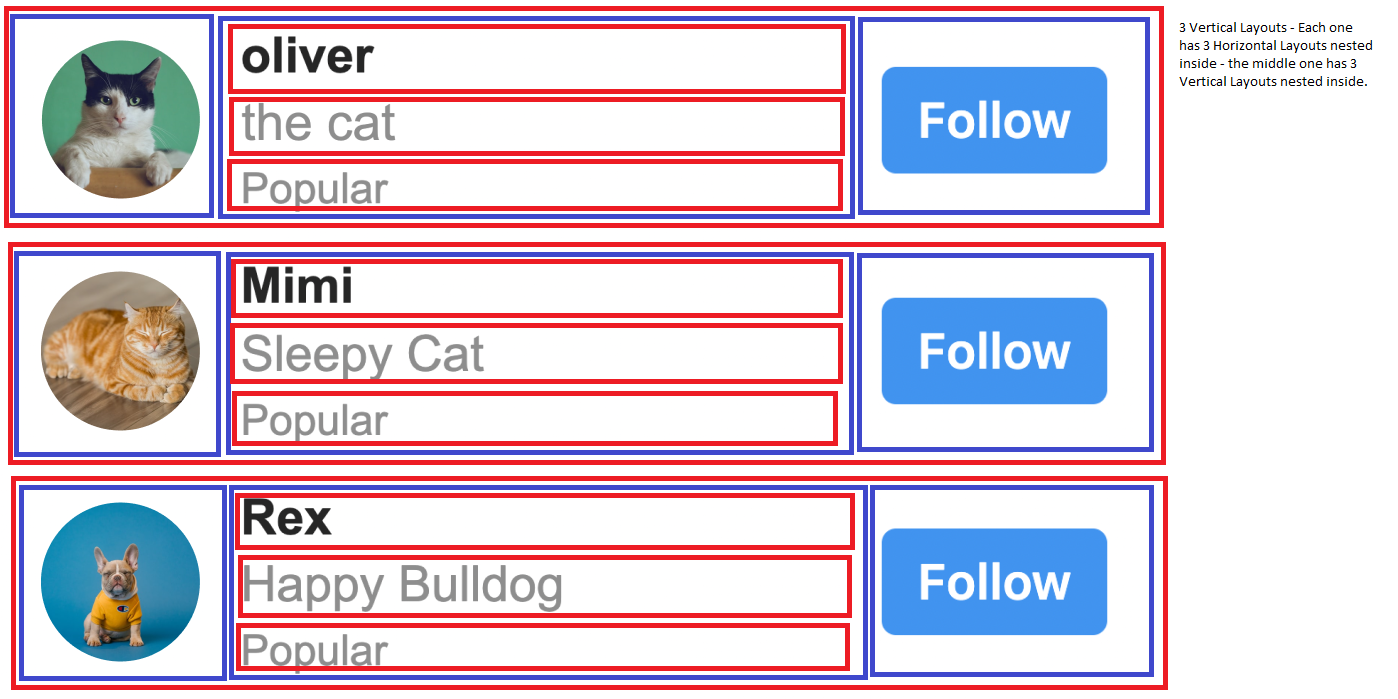 oliver
the cat
Popular
Follow
Mimi
Sleepy Cat
Popular
Follow
Rex
Happy Bulldog
Popular
Follow
3 Vertical Layouts - Each one
has 3 Horizontal Layouts nested
inside - the middle one has 3
Vertical Layouts nested inside.